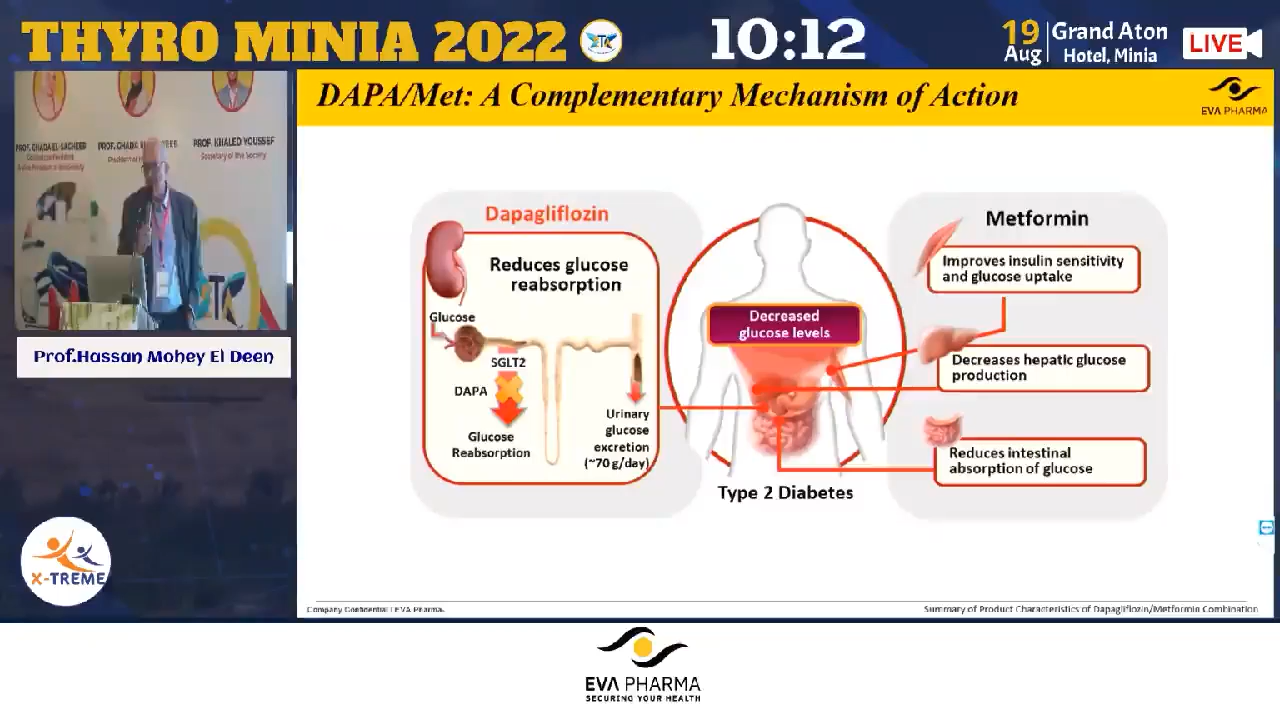 THYRO MINIA 2022
ETC
10:12
19
Aug
Grand Aton
Hotel, Minia
LIVE
PROF. KHALED YOUSSEF
Secretary of the Society
Prof.Hassan Mohey El Deen
X-TREME
DAPA/Met: A Complementary Mechanism of Action
EVA PHARMA
Dapagliflozin
Reduces glucose
reabsorption
Glucose
SGLT2
DAPA
Glucose
Reabsorption
Urinary
glucose
excretion
(~70 g/day)
Decreased
glucose levels
Type 2 Diabetes
Metformin
Improves insulin sensitivity
and glucose uptake
Decreases hepatic glucose
production
Reduces intestinal
absorption of glucose
Company Confidential I EVA Pharma.
Summary of Product Characteristics of Dapagliflozin/Metformin Combination
EVA PHARMA
SECURING YOUR HEALTH